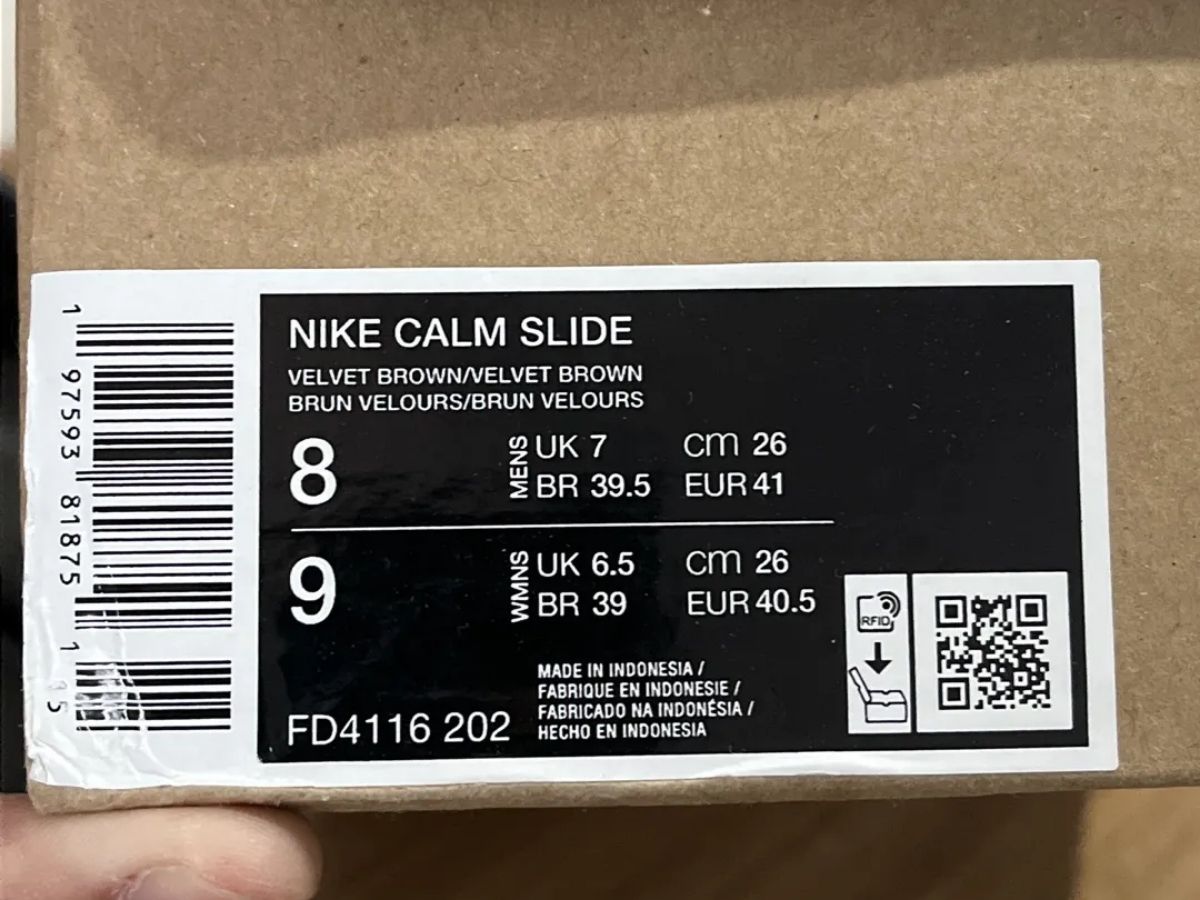 1 97593 81875 1 15
NIKE CALM SLIDE
VELVET BROWN/VELVET BROWN
BRUN VELOURS/BRUN VELOURS
8
MENS
UK 7 cm 26
BR 39.5 EUR 41
9
WMNS
UK 6.5 cm 26
BR 39 EUR 40.5
RFID
MADE IN INDONESIA /
FABRIQUE EN INDONESIE /
FABRICADO NA INDONÉSIA /
HECHO EN INDONESIA
FD4116 202